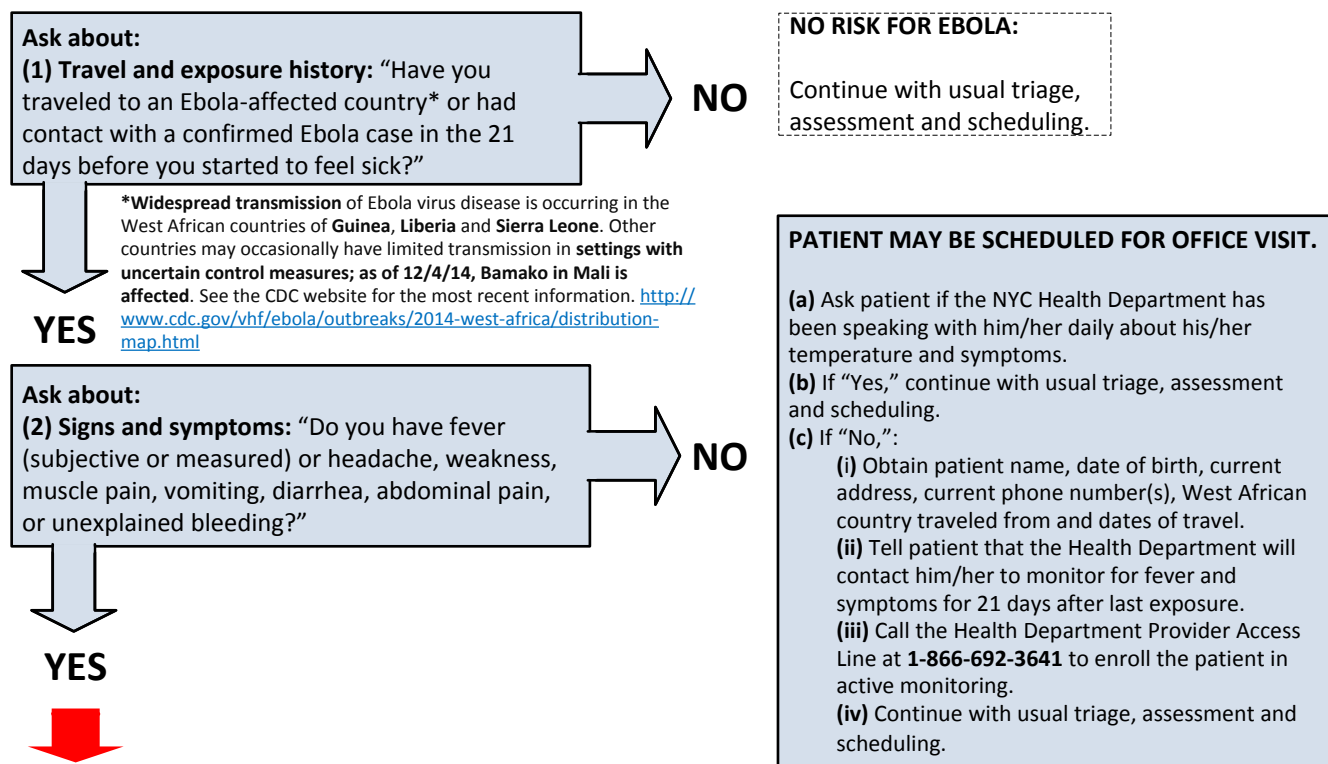 Ask about:
(1) Travel and exposure history: “Have you
traveled to an Ebola-affected country* or had
contact with a confirmed Ebola case in the 21
days before you started to feel sick?”
NO
NO RISK FOR EBOLA:
Continue with usual triage,
assessment and scheduling.
*Widespread transmission of Ebola virus disease is occurring in the
West African countries of Guinea, Liberia and Sierra Leone. Other
countries may occasionally have limited transmission in settings with
uncertain control measures; as of 12/4/14, Bamako in Mali is
affected. See the CDC website for the most recent information. http://
www.cdc.gov/vhf/ebola/outbreaks/2014-west-africa/distribution-
map.html
YES
Ask about:
(2) Signs and symptoms: “Do you have fever
(subjective or measured) or headache, weakness,
muscle pain, vomiting, diarrhea, abdominal pain,
or unexplained bleeding?”
NO
PATIENT MAY BE SCHEDULED FOR OFFICE VISIT.
(a) Ask patient if the NYC Health Department has
been speaking with him/her daily about his/her
temperature and symptoms.
(b) If “Yes,” continue with usual triage, assessment
and scheduling.
(c) If “No,”:
(i) Obtain patient name, date of birth, current
address, current phone number(s), West African
country traveled from and dates of travel.
(ii) Tell patient that the Health Department will
contact him/her to monitor for fever and
symptoms for 21 days after last exposure.
(iii) Call the Health Department Provider Access
Line at 1-866-692-3641 to enroll the patient in
active monitoring.
(iv) Continue with usual triage, assessment and
scheduling.
YES